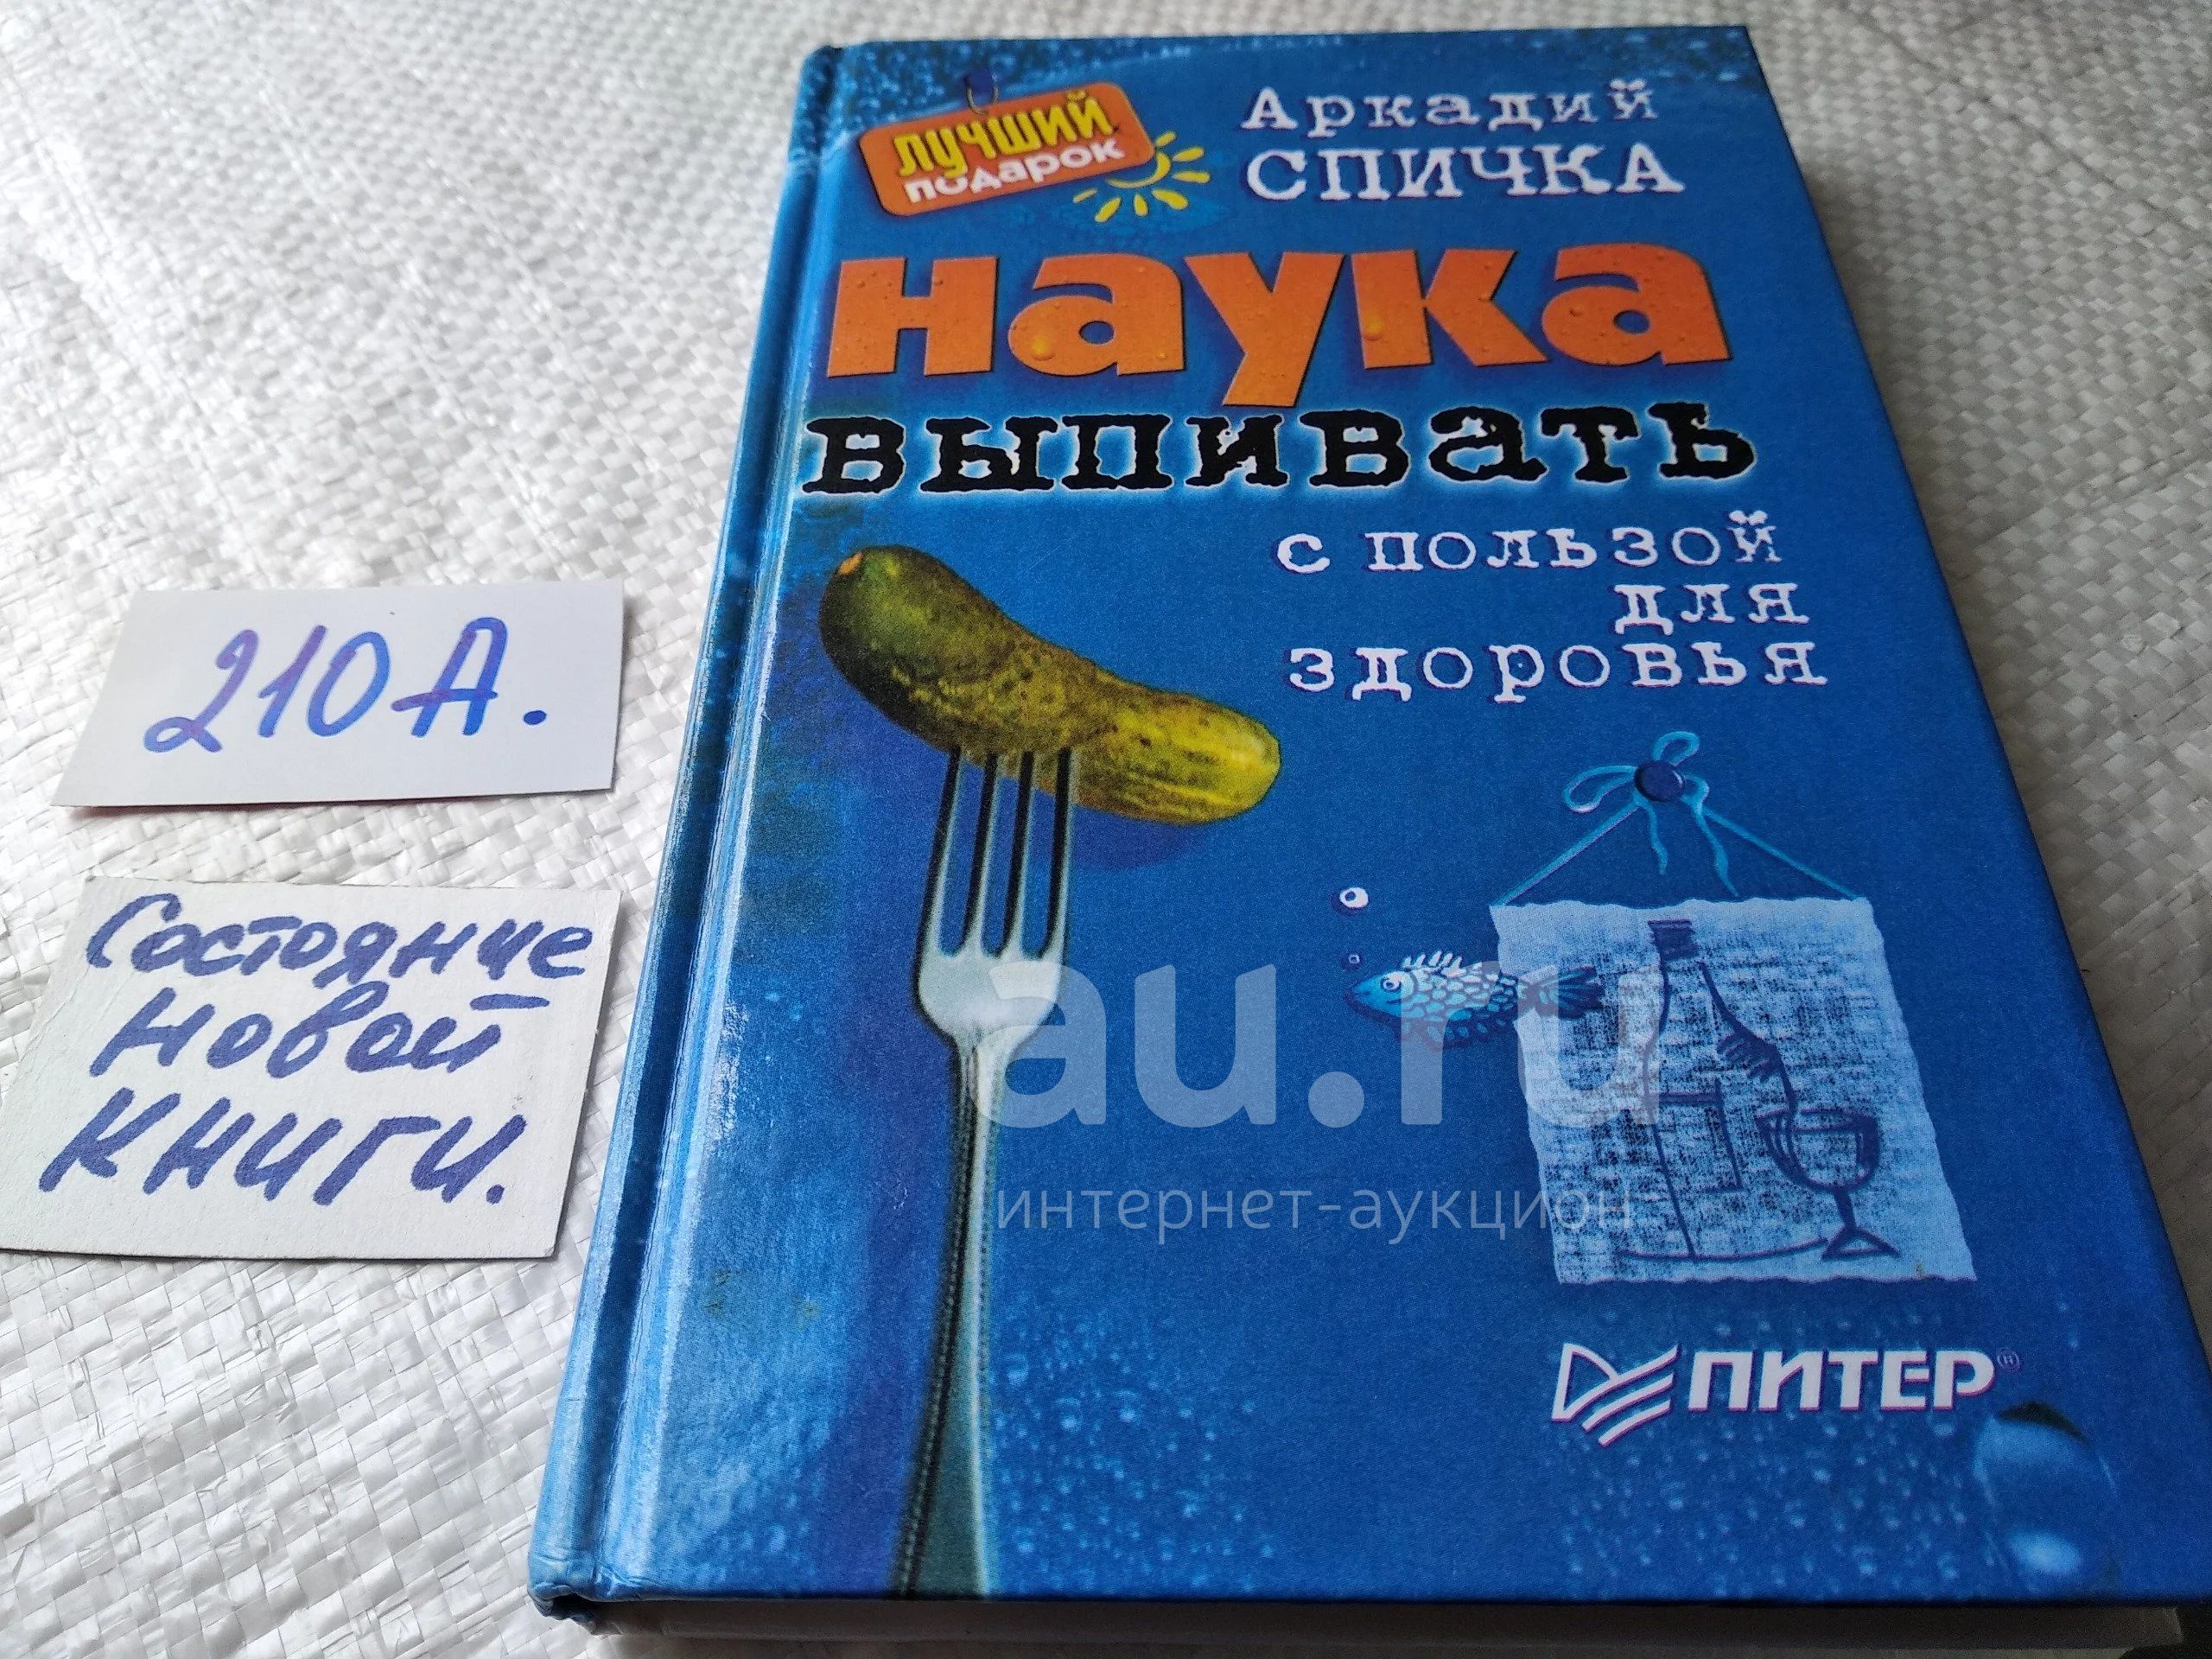 лучший
подарок
Аркадий
СПИЧКА
наука
выпивать
с пользой
для
здоровья
210А.
Состояние
новой
книги.
au.ru
интернет-аукцион
ПИТЕР®